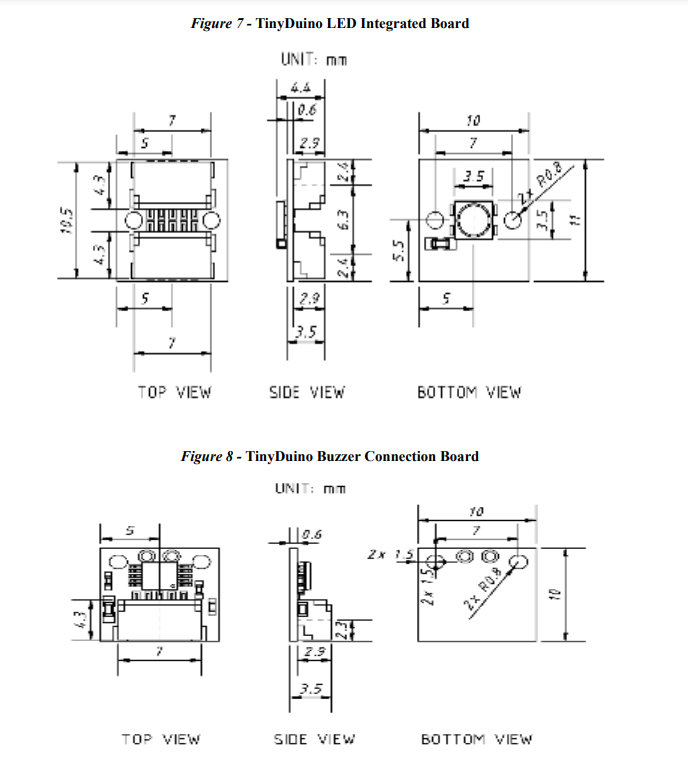 Figure 7 - TinyDuino LED Integrated Board
UNIT: mm
4.4
0.6
7
5
2.9
10
7
2.4
4.3
3.5
2x R0.8
10.5
6.3
3.5
11
5.5
4.3
2.4
5
2.9
5
3.5
7
TOP VIEW
SIDE VIEW
BOTTOM VIEW
Figure 8 - TinyDuino Buzzer Connection Board
UNIT: mm
10
5
0.6
7
2x 1.5
2x 1.5
2x R0.8
10
4.3
2.3
7
2.9
3.5
TOP VIEW
SIDE VIEW
BOTTOM VIEW